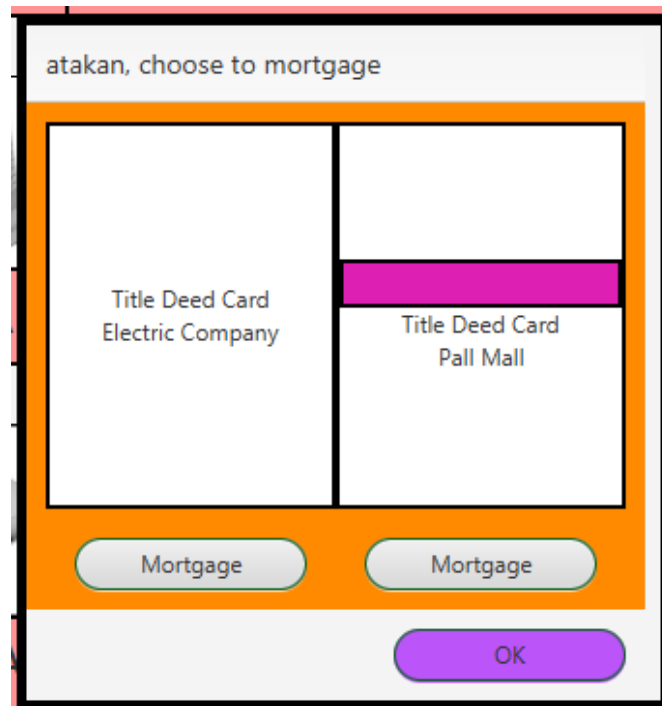 atakan, choose to mortgage
Title Deed Card
Electric Company
Title Deed Card
Pall Mall
Mortgage
Mortgage
OK